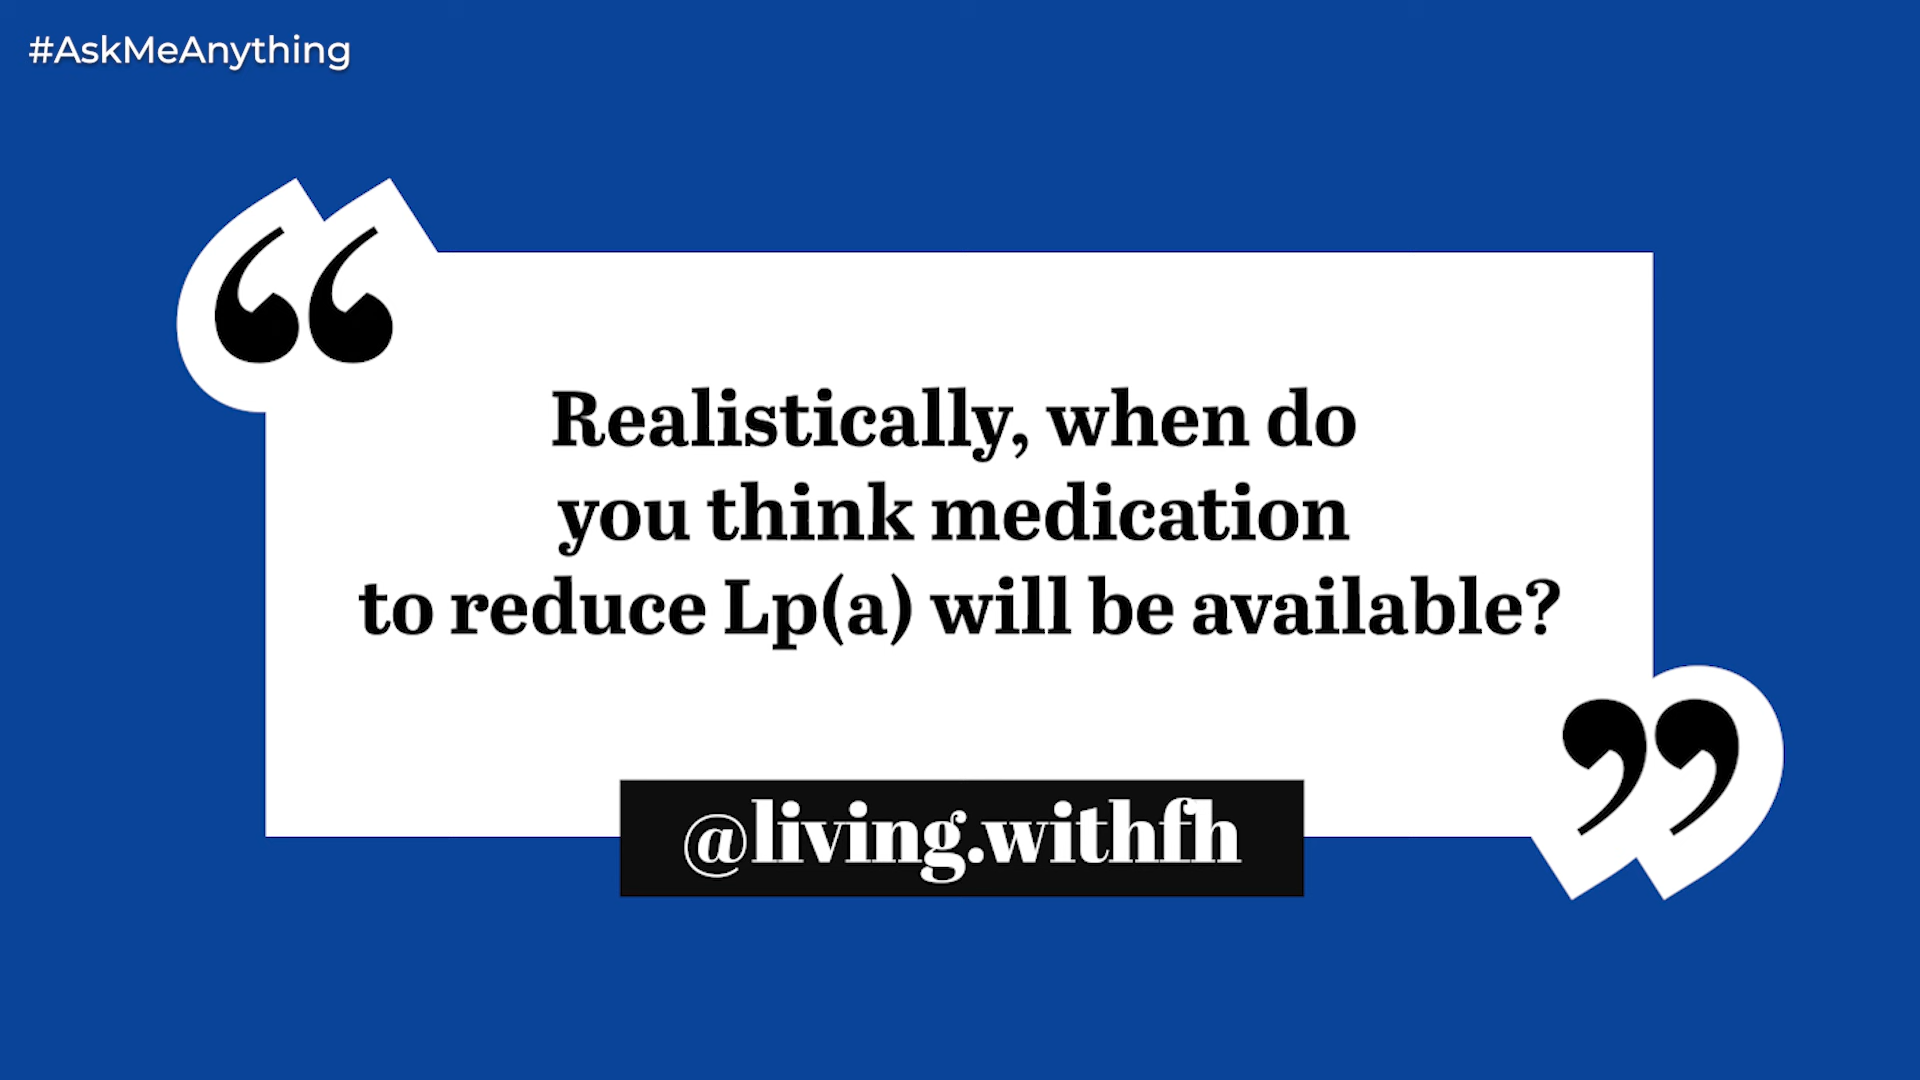 #AskMeAnything
“
Realistically, when do
you think medication
to reduce Lp(a) will be available?
”
@living.withfh